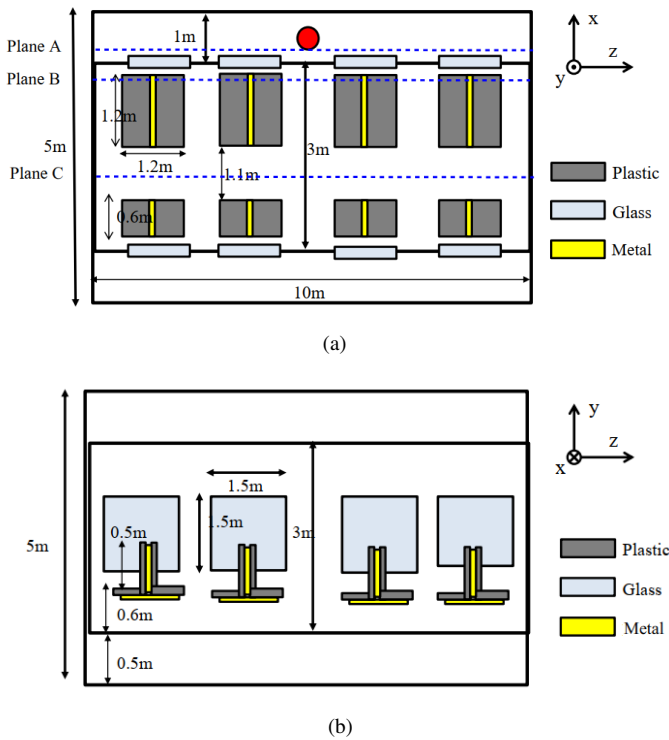 1m
x
z
y
Plane A
Plane B
1.2m
5m
3m
1.2m
1.1m
Plane C
0.6m
Plastic
Glass
Metal
10m
(a)
y
z
x
1.5m
1.5m
3m
0.5m
5m
0.6m
0.5m
Plastic
Glass
Metal
(b)